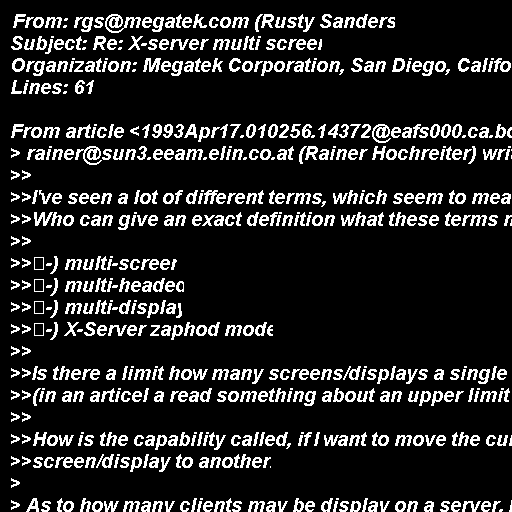 From: rgs@megatek.com (Rusty Sanders
Subject: Re: X-server multi screen
Organization: Megatek Corporation, San Diego, Califo
Lines: 61

From article <1993Apr17.010256.14372@eafs000.ca.bo
> rainer@sun3.eeam.elin.co.at (Rainer Hochreiter) writ
>>
>>I've seen a lot of different terms, which seem to mea
>>Who can give an exact definition what these terms
>>
>>□-) multi-screen
>>□-) multi-headed
>>□-) multi-display
>>□-) X-Server zaphod mode
>>
>>Is there a limit how many screens/displays a single
>>(in an articel a read something about an upper limit
>>
>>How is the capability called, if I want to move the cur
>>screen/display to another.
>
> As to how many clients may be display on a server,